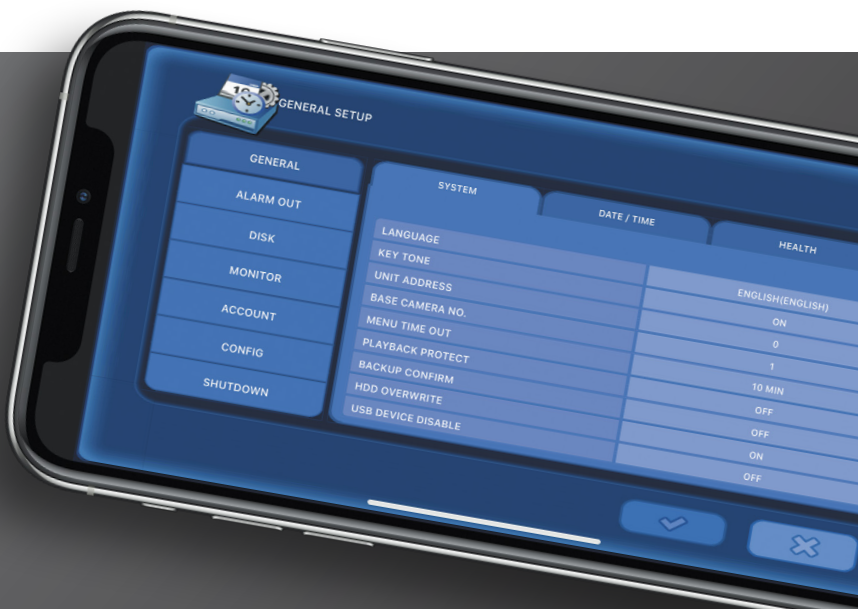 GENERAL SETUP
GENERAL
ALARM OUT
DISK
MONITOR
ACCOUNT
CONFIG
SHUTDOWN
SYSTEM
DATE / TIME
HEALTH
LANGUAGE ENGLISH(ENGLISH)
KEY TONE ON
UNIT ADDRESS 0
BASE CAMERA NO. 1
MENU TIME OUT 10 MIN
PLAYBACK PROTECT OFF
BACKUP CONFIRM OFF
HDD OVERWRITE ON
USB DEVICE DISABLE OFF